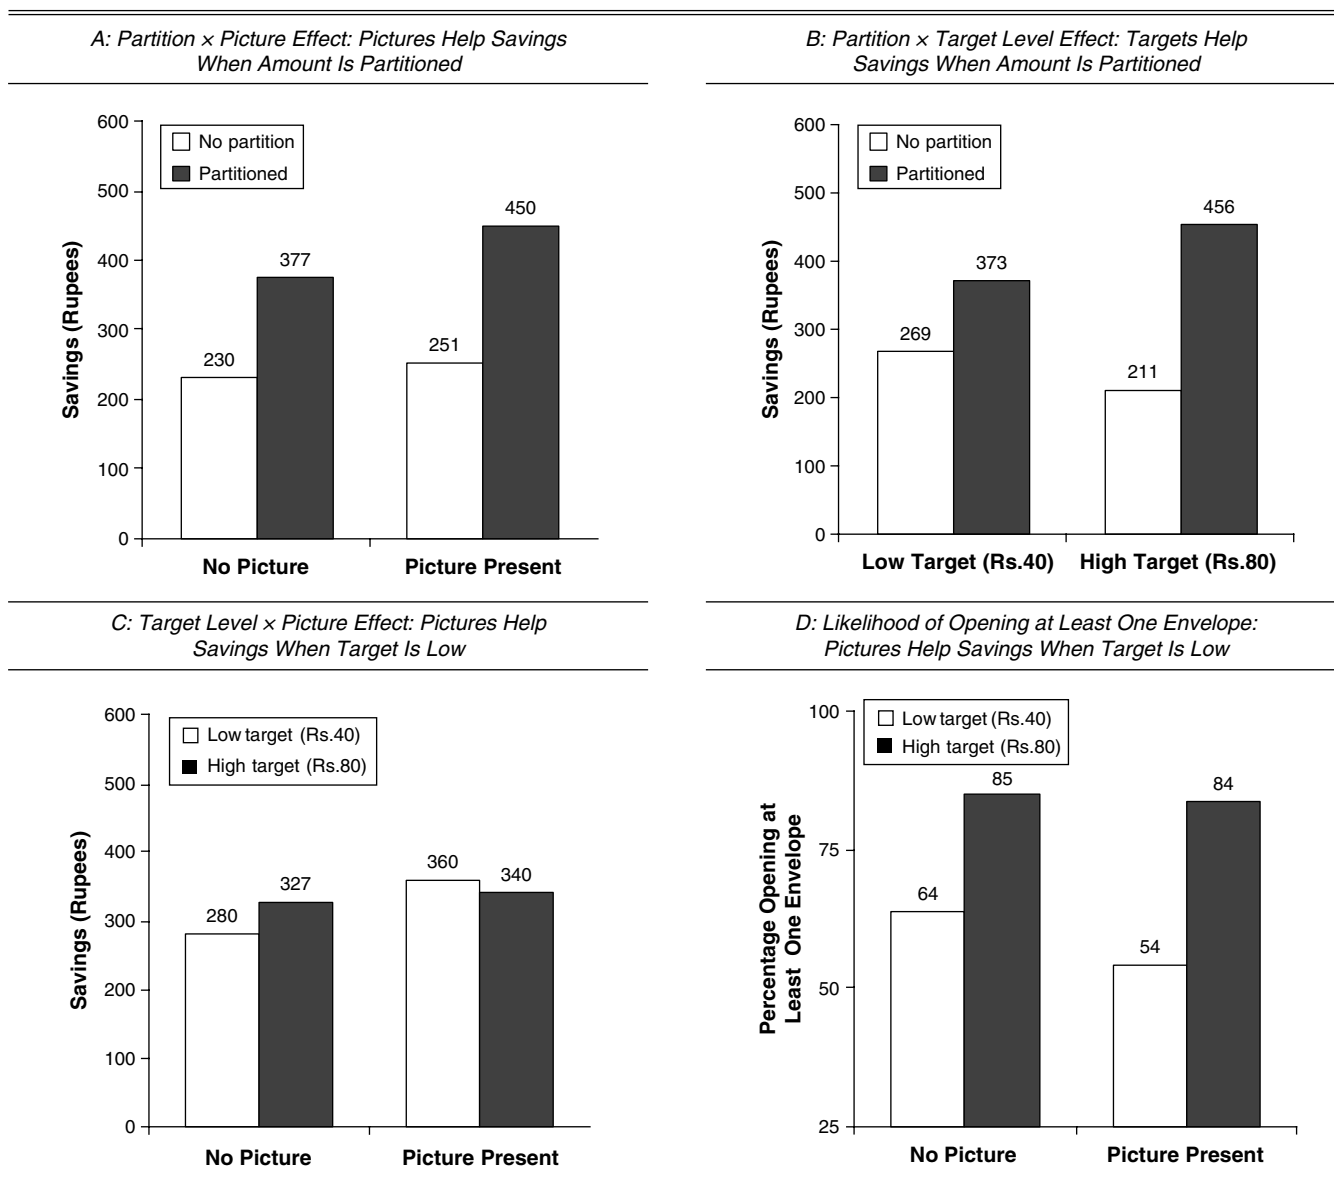 A: Partition × Picture Effect: Pictures Help Savings
When Amount Is Partitioned
600
500
400
300
200
100
0
Savings (Rupees)
No partition
Partitioned
230
377
251
450
No Picture
Picture Present
B: Partition × Target Level Effect: Targets Help
Savings When Amount Is Partitioned
600
500
400
300
200
100
0
Savings (Rupees)
No partition
Partitioned
269
373
211
456
Low Target (Rs.40)
High Target (Rs.80)
C: Target Level × Picture Effect: Pictures Help
Savings When Target Is Low
600
500
400
300
200
100
0
Savings (Rupees)
Low target (Rs.40)
High target (Rs.80)
280
327
360
340
No Picture
Picture Present
D: Likelihood of Opening at Least One Envelope:
Pictures Help Savings When Target Is Low
100
75
50
25
Percentage Opening at
Least One Envelope
Low target (Rs.40)
High target (Rs.80)
64
85
54
84
No Picture
Picture Present